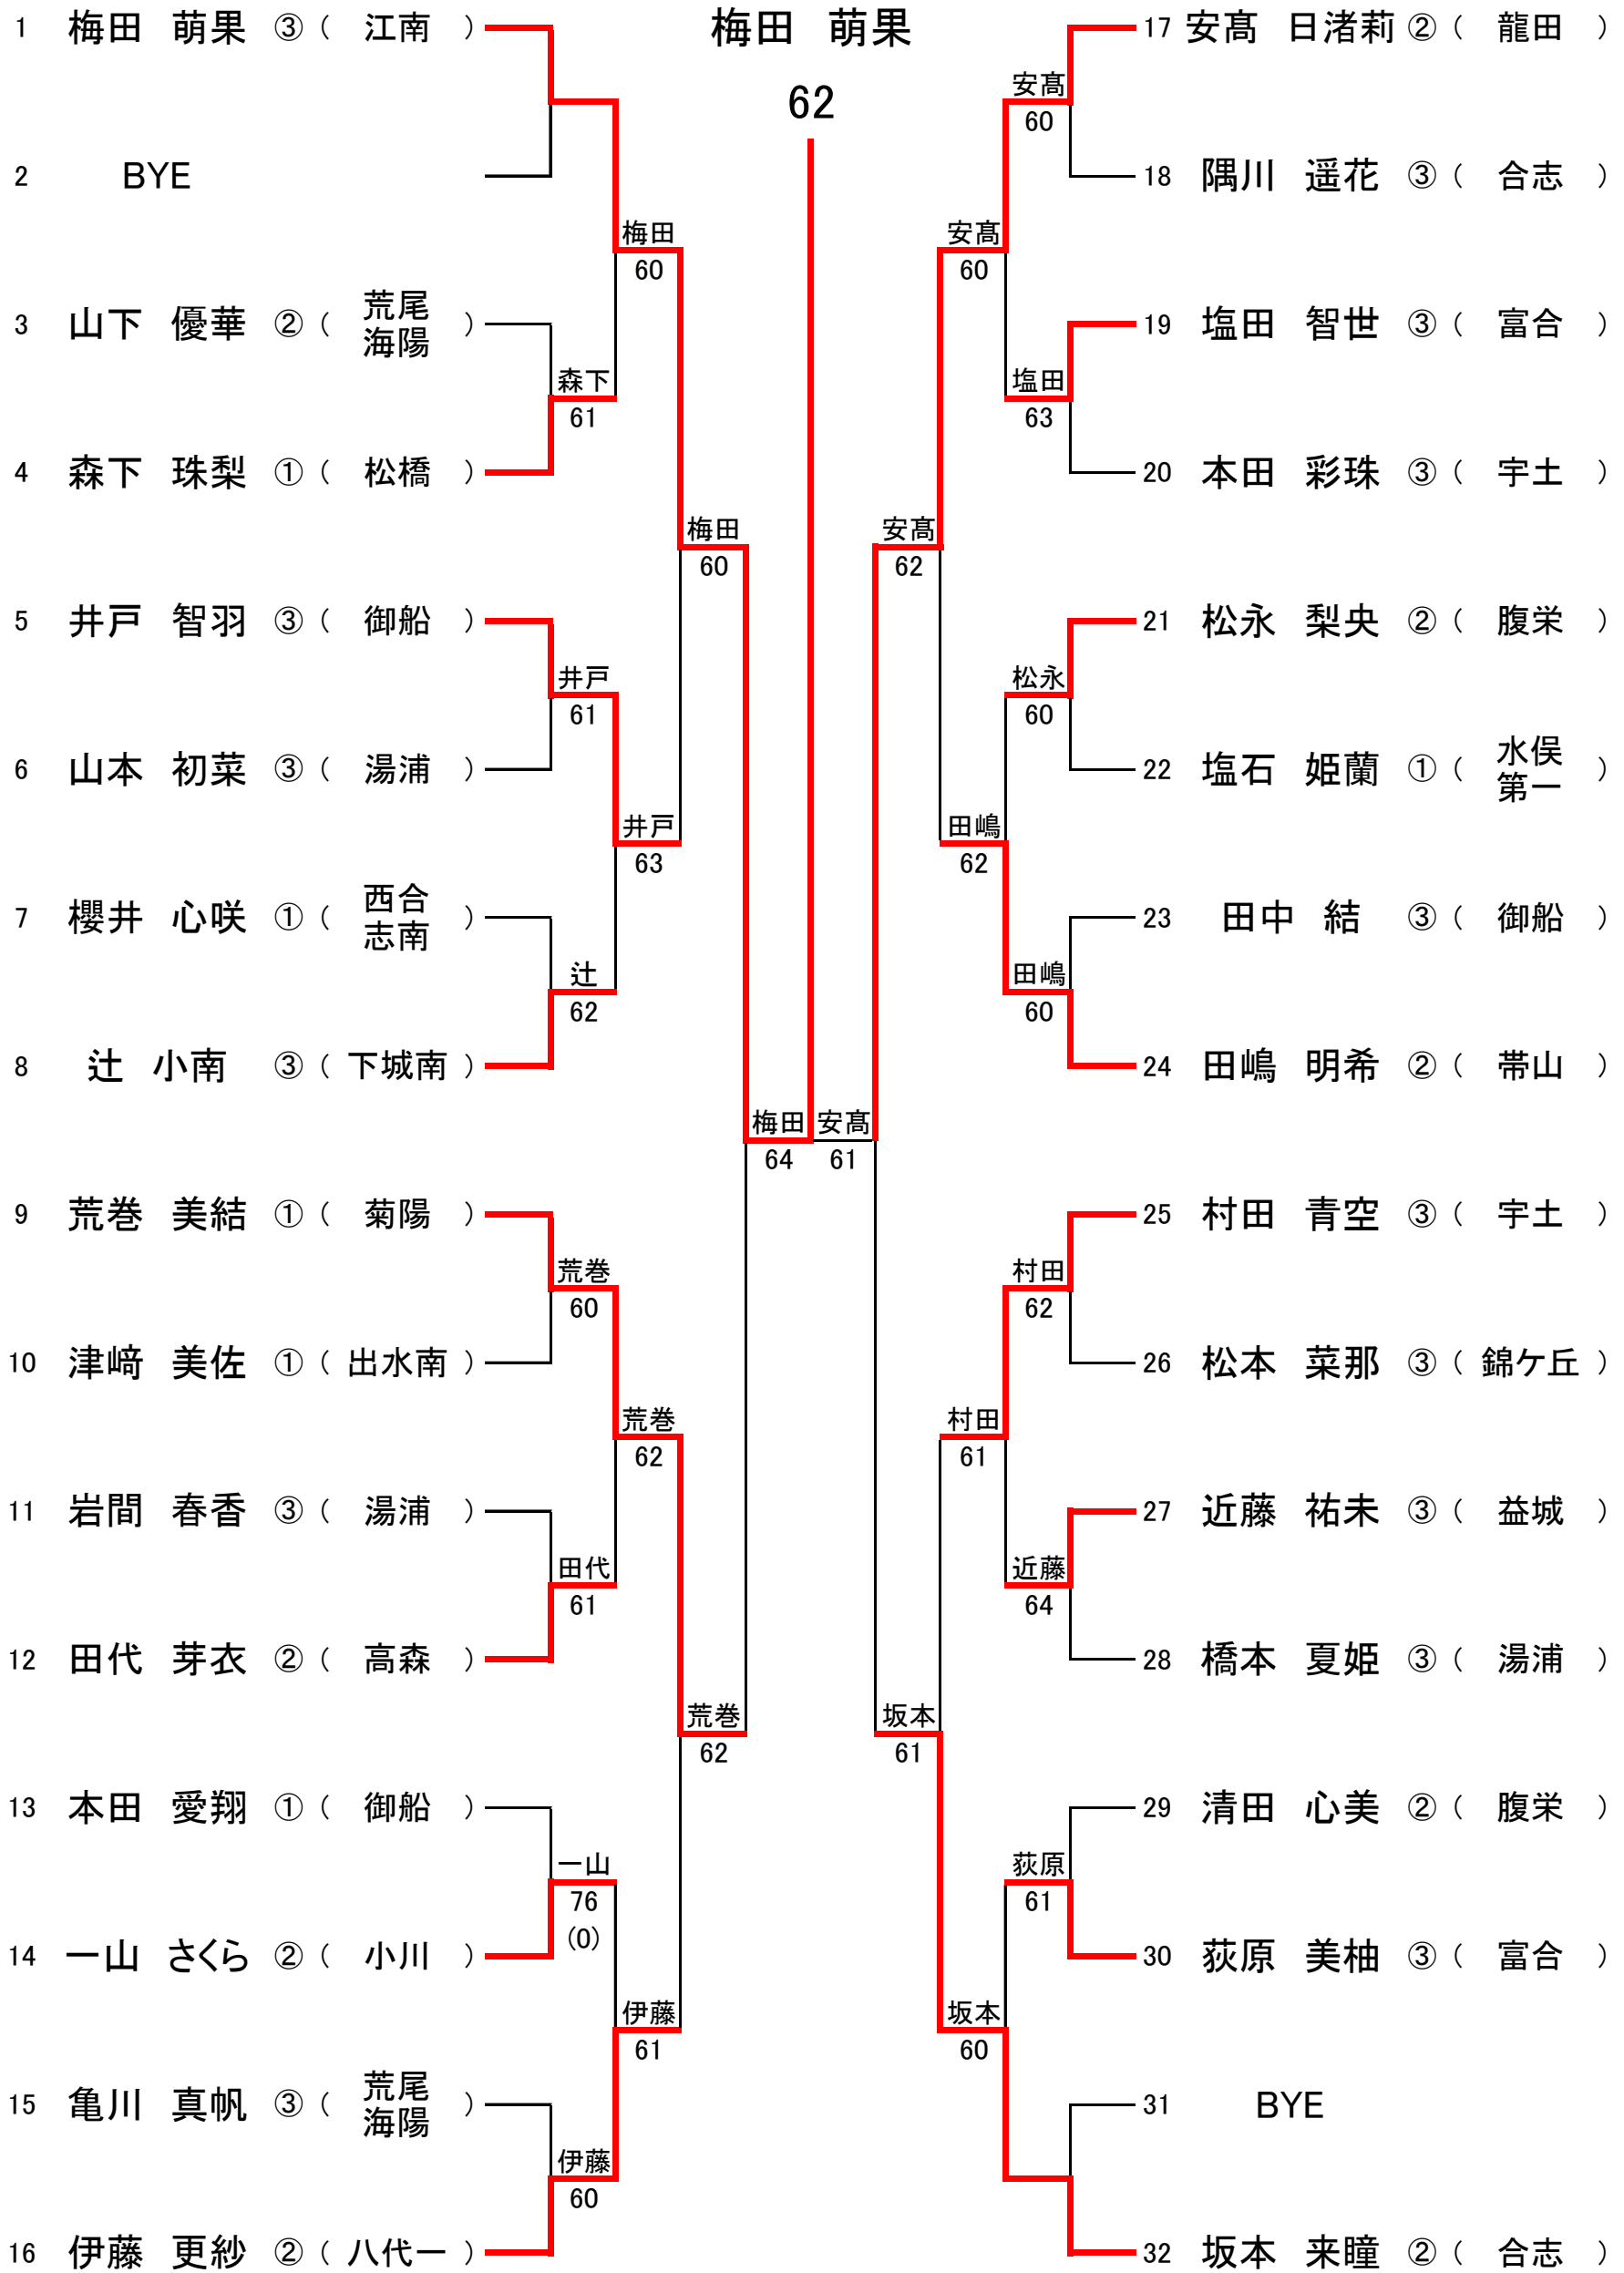 梅田 萌果
62
1 梅田 萌果 ③ ( 江南 )
2 BYE
3 山下 優華 ② ( 荒尾
海陽 )
4 森下 珠梨 ① ( 松橋 )
5 井戸 智羽 ③ ( 御船 )
6 山本 初菜 ③ ( 湯浦 )
7 櫻井 心咲 ① ( 西合
志南 )
8 辻 小南 ③ ( 下城南 )
9 荒巻 美結 ① ( 菊陽 )
10 津﨑 美佐 ① ( 出水南 )
11 岩間 春香 ③ ( 湯浦 )
12 田代 芽衣 ② ( 高森 )
13 本田 愛翔 ① ( 御船 )
14 一山 さくら ② ( 小川 )
15 亀川 真帆 ③ ( 荒尾
海陽 )
16 伊藤 更紗 ② ( 八代一 )
森下
61
井戸
61
辻
62
荒巻
60
田代
61
一山
76
(0)
伊藤
60
梅田
60
井戸
63
荒巻
62
伊藤
61
梅田
60
荒巻
62
梅田
64
安髙
61
安髙
62
坂本
61
安髙
60
田嶋
62
村田
61
坂本
60
安髙
60
塩田
63
松永
60
田嶋
60
村田
62
近藤
64
荻原
61
17 安髙 日渚莉 ② ( 龍田 )
18 隈川 遥花 ③ ( 合志 )
19 塩田 智世 ③ ( 富合 )
20 本田 彩珠 ③ ( 宇土 )
21 松永 梨央 ② ( 腹栄 )
22 塩石 姫蘭 ① ( 水俣
第一 )
23 田中 結 ③ ( 御船 )
24 田嶋 明希 ② ( 帯山 )
25 村田 青空 ③ ( 宇土 )
26 松本 菜那 ③ ( 錦ケ丘 )
27 近藤 祐未 ③ ( 益城 )
28 橋本 夏姫 ③ ( 湯浦 )
29 清田 心美 ② ( 腹栄 )
30 荻原 美柚 ③ ( 富合 )
31 BYE
32 坂本 来瞳 ② ( 合志 )